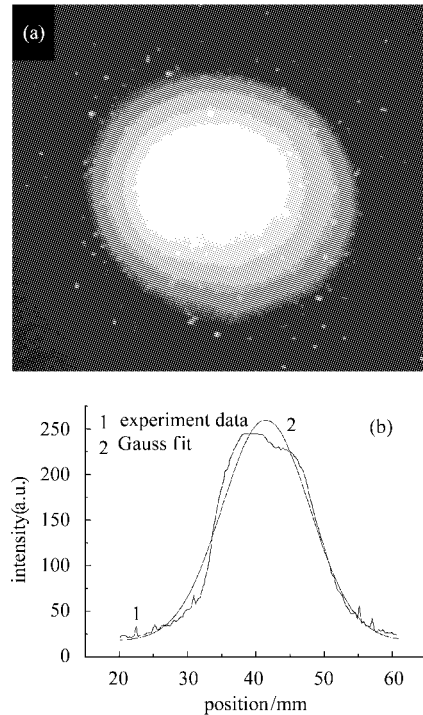 (a)
(b)
1 experiment data
2 Gauss fit
2
1
250
200
150
100
50
0
20
30
40
50
60
intensity(a.u.)
position/mm